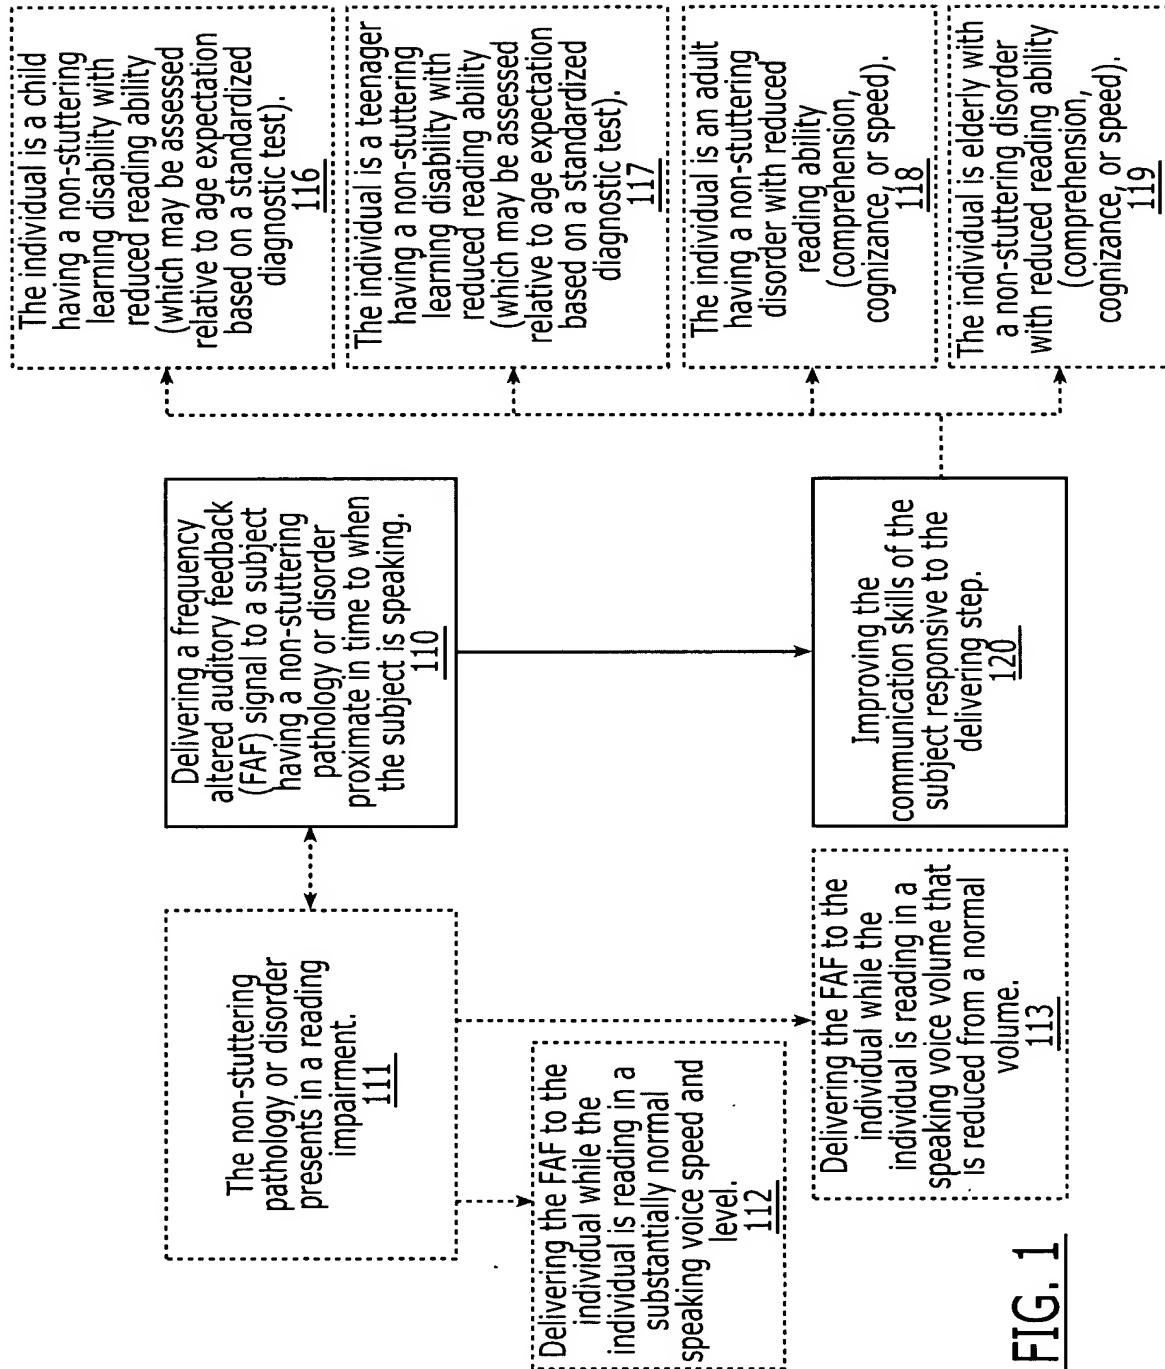 The non-stuttering
pathology or disorder
presents in a reading
impairment.
111
Delivering a frequency
altered auditory feedback
(FAF) signal to a subject
having a non-stuttering
pathology or disorder
proximate in time to when
the subject is speaking.
110
The individual is a child
having a non-stuttering
learning disability with
reduced reading ability
(which may be assessed
relative to age expectation
based on a standardized
diagnostic test).
116
The individual is a teenager
having a non-stuttering
learning disability with
reduced reading ability
(which may be assessed
relative to age expectation
based on a standardized
diagnostic test).
117
Delivering the FAF to the
individual while the
individual is reading in a
substantially normal
speaking voice speed and
level.
112
Delivering the FAF to the
individual while the
individual is reading in a
speaking voice volume that
is reduced from a normal
volume.
113
Improving the
communication skills of the
subject responsive to the
delivering step.
120
The individual is an adult
having a non-stuttering
disorder with reduced
reading ability
(comprehension,
cognizance, or speed).
118
The individual is elderly with
a non-stuttering disorder
with reduced reading ability
(comprehension,
cognizance, or speed).
119
FIG. 1